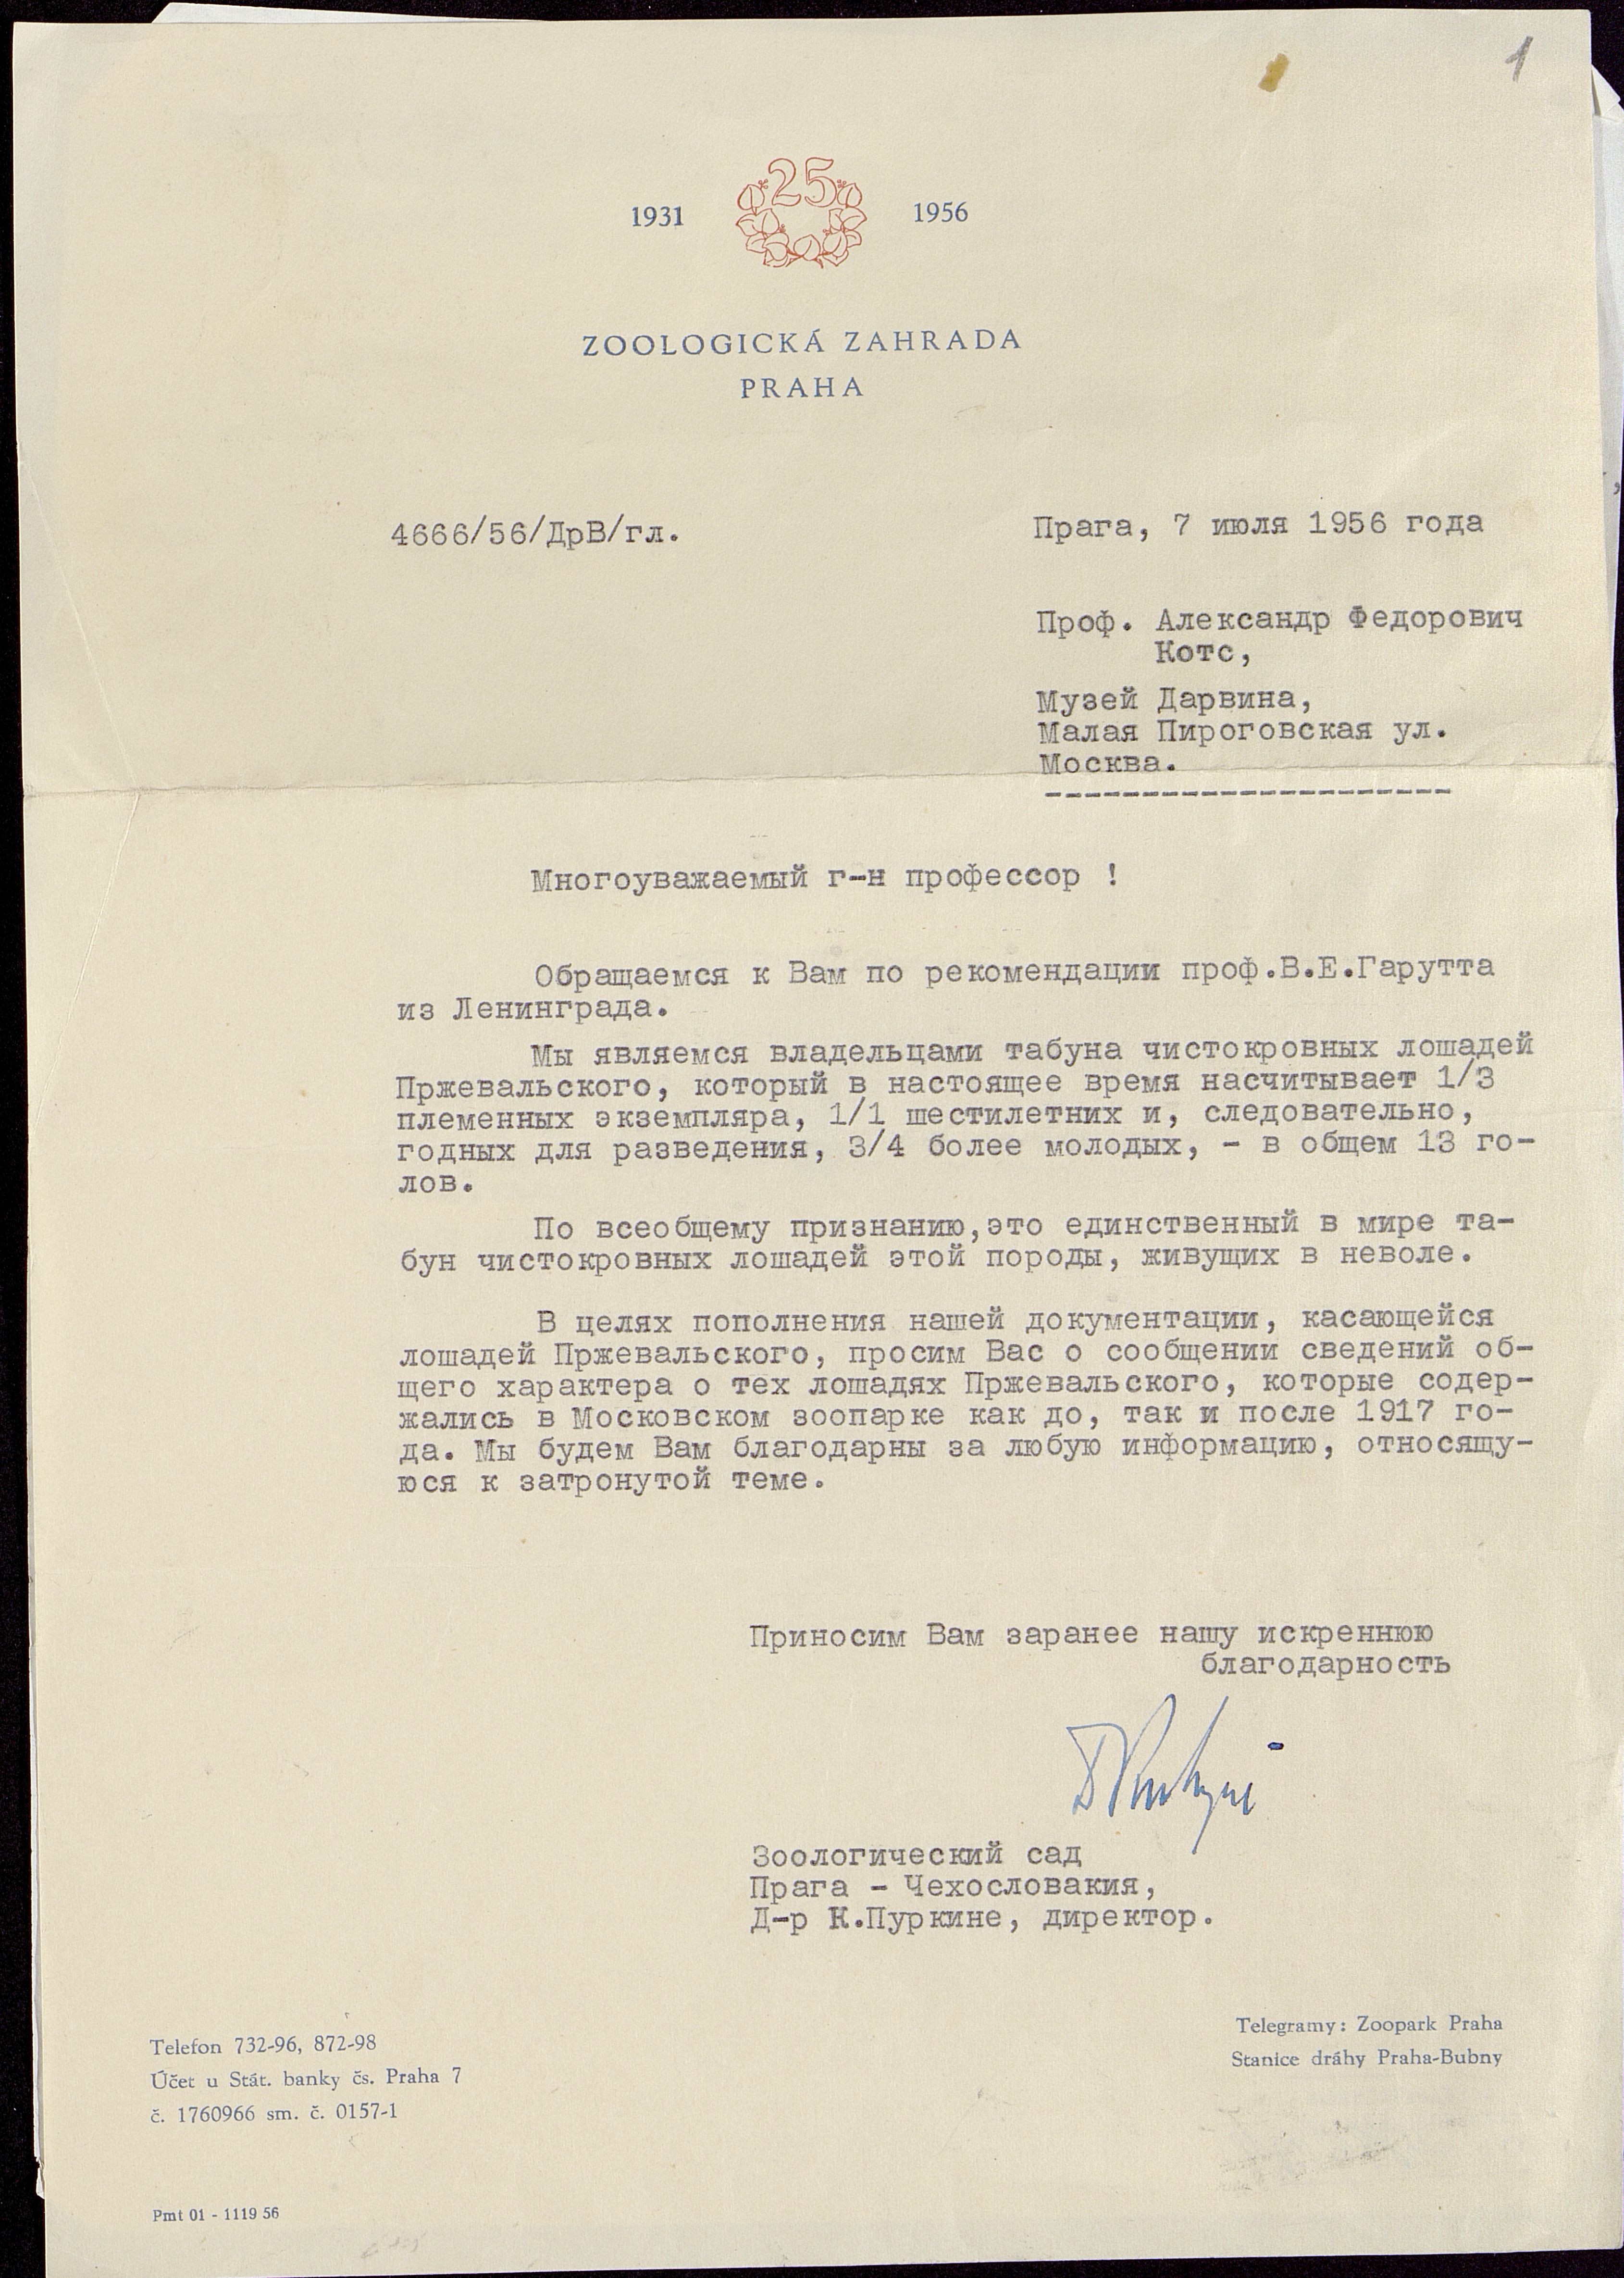 1
1931 25 1956
ZOOLOGICKÁ ZAHRADA
PRAHA
4666/56/ДрВ/гл.
Прага, 7 июля 1956 года
Проф. Александр Федорович
Котс,
Музей Дарвина,
Малая Пироговская ул.
Москва.
---------------------
Многоуважаемый г-н профессор !
Обращаемся к Вам по рекомендации проф.В.Е.Гарутта
из Ленинграда.
Мы являемся владельцами табуна чистокровных лошадей
Пржевальского, который в настоящее время насчитывает 1/3
племенных экземпляра, 1/1 шестилетних и, следовательно,
годных для разведения, 3/4 более молодых, - в общем 13 го-
лов.
По всеобщему признанию,это единственный в мире та-
бун чистокровных лошадей этой породы, живущих в неволе.
В целях пополнения нашей документации, касающейся
лошадей Пржевальского, просим Вас о сообщении сведений об-
щего характера о тех лошадях Пржевальского, которые содер-
жались в Московском зоопарке как до, так и после 1917 го-
да. Мы будем Вам благодарны за любую информацию, относящу-
юся к затронутой теме.
Приносим Вам заранее нашу искреннюю
благодарность
Зоологический сад
Прага - Чехословакия,
Д-р К.Пуркине, директор.
Telefon 732-96, 872-98
Účet u Stát. banky čs. Praha 7
č. 1760966 sm. č. 0157-1
Telegramy: Zoopark Praha
Stanice dráhy Praha-Bubny
Pmt 01 - 1119 56